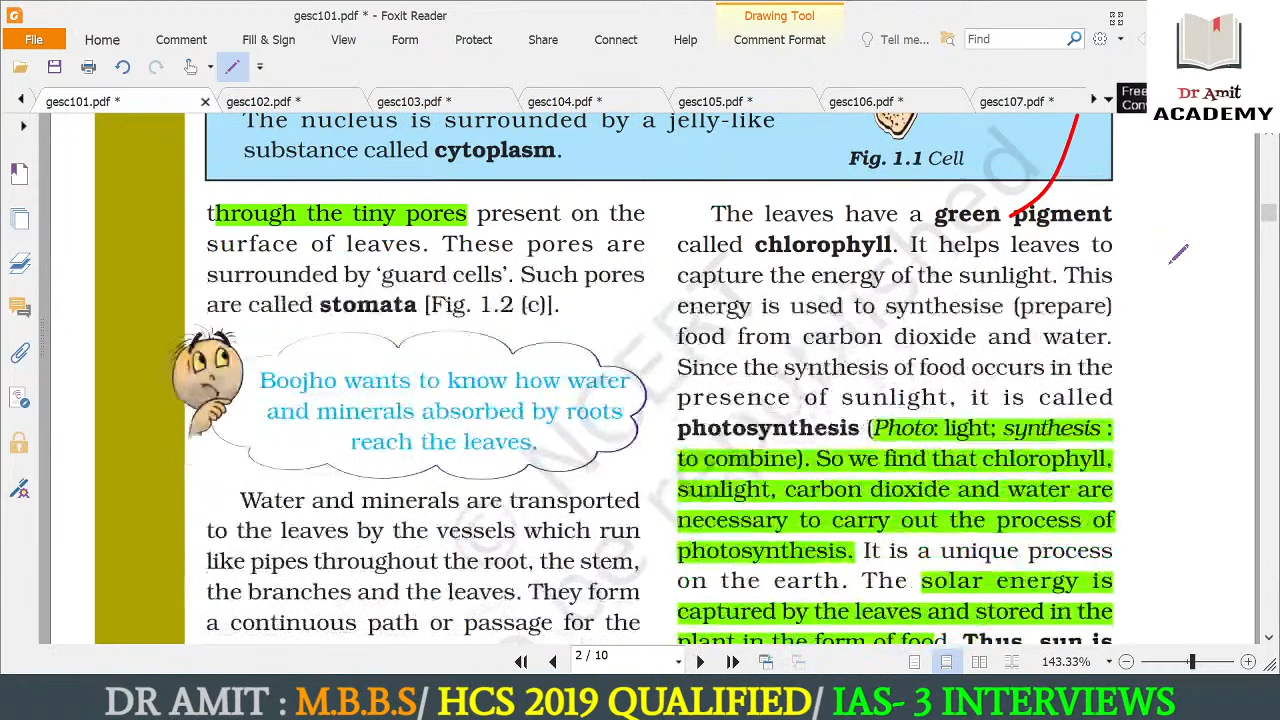 gesc101.pdf * - Foxit Reader
Drawing Tool
File
Home
Comment
Fill & Sign
View
Form
Protect
Share
Connect
Help
Comment Format
Tell me...
Find
gesc101.pdf *
gesc102.pdf *
gesc103.pdf *
gesc104.pdf *
gesc105.pdf *
gesc106.pdf *
gesc107.pdf *
Free
Dr Amit
ACADEMY
The nucleus is surrounded by a jelly-like
substance called cytoplasm.
Fig. 1.1 Cell
through the tiny pores present on the
surface of leaves. These pores are
surrounded by ‘guard cells’. Such pores
are called stomata [Fig. 1.2 (c)].
Boojho wants to know how water
and minerals absorbed by roots
reach the leaves.
Water and minerals are transported
to the leaves by the vessels which run
like pipes throughout the root, the stem,
the branches and the leaves. They form
a continuous path or passage for the
The leaves have a green pigment
called chlorophyll. It helps leaves to
capture the energy of the sunlight. This
energy is used to synthesise (prepare)
food from carbon dioxide and water.
Since the synthesis of food occurs in the
presence of sunlight, it is called
photosynthesis (Photo: light; synthesis :
to combine). So we find that chlorophyll,
sunlight, carbon dioxide and water are
necessary to carry out the process of
photosynthesis. It is a unique process
on the earth. The solar energy is
captured by the leaves and stored in the
plant in the form of food. Thus, sun is
2 / 10
143.33%
DR AMIT : M.B.B.S/ HCS 2019 QUALIFIED/ IAS- 3 INTERVIEWS